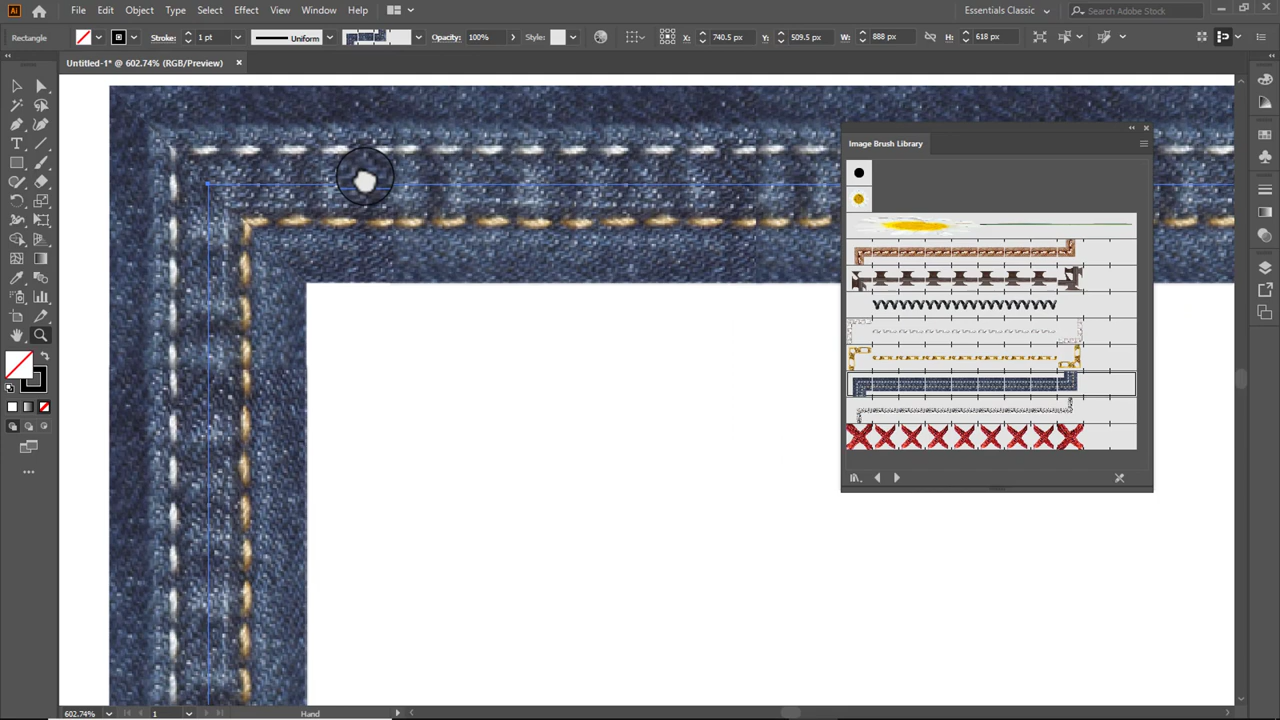 Ai File Edit Object Type Select Effect View Window Help Essentials Classic Search Adobe Stock
Rectangle Stroke: 1 pt Uniform Opacity: 100% Style: X: 740.5 px Y: 509.5 px W: 888 px H: 618 px
Untitled-1* @ 602.74% (RGB/Preview) ×
Image Brush Library
602.74% 1 Hand